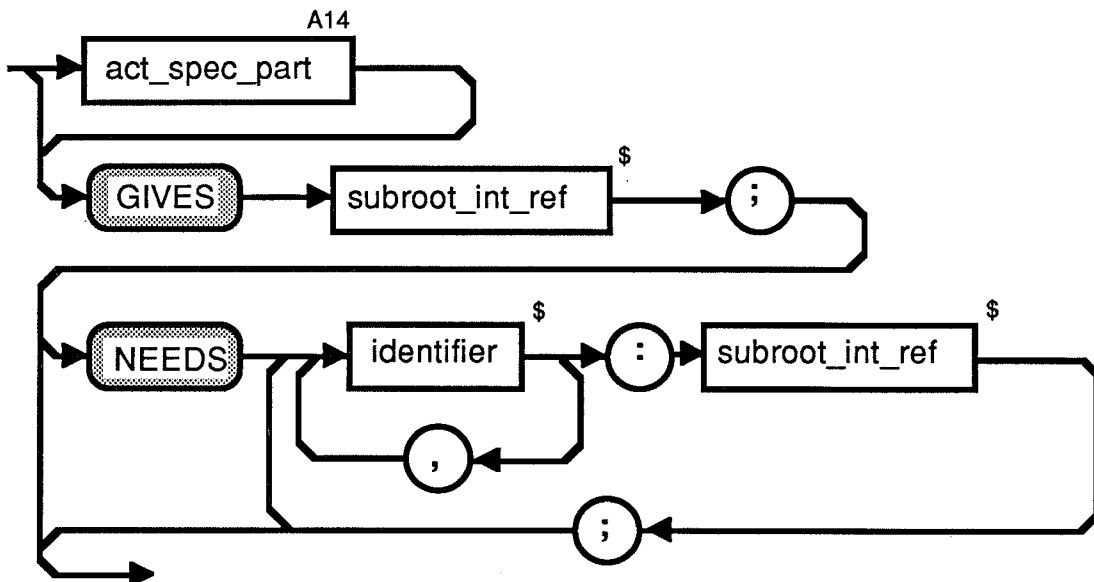 A14
act_spec_part
$
GIVES subroot_int_ref ;
$ $
NEEDS identifier : subroot_int_ref
,
;